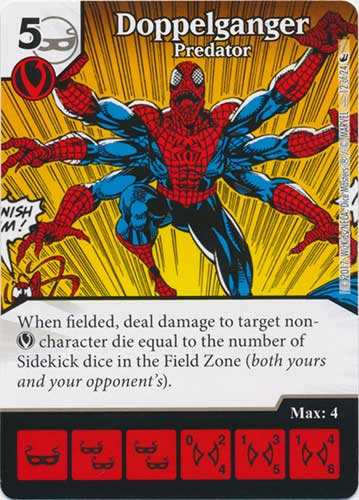 5
Doppelganger
Predator
NISH
M!
When fielded, deal damage to target non-
character die equal to the number of
Sidekick dice in the Field Zone (both yours
and your opponent's).
Max: 4
0 2 4
1 3 5
1 4 6